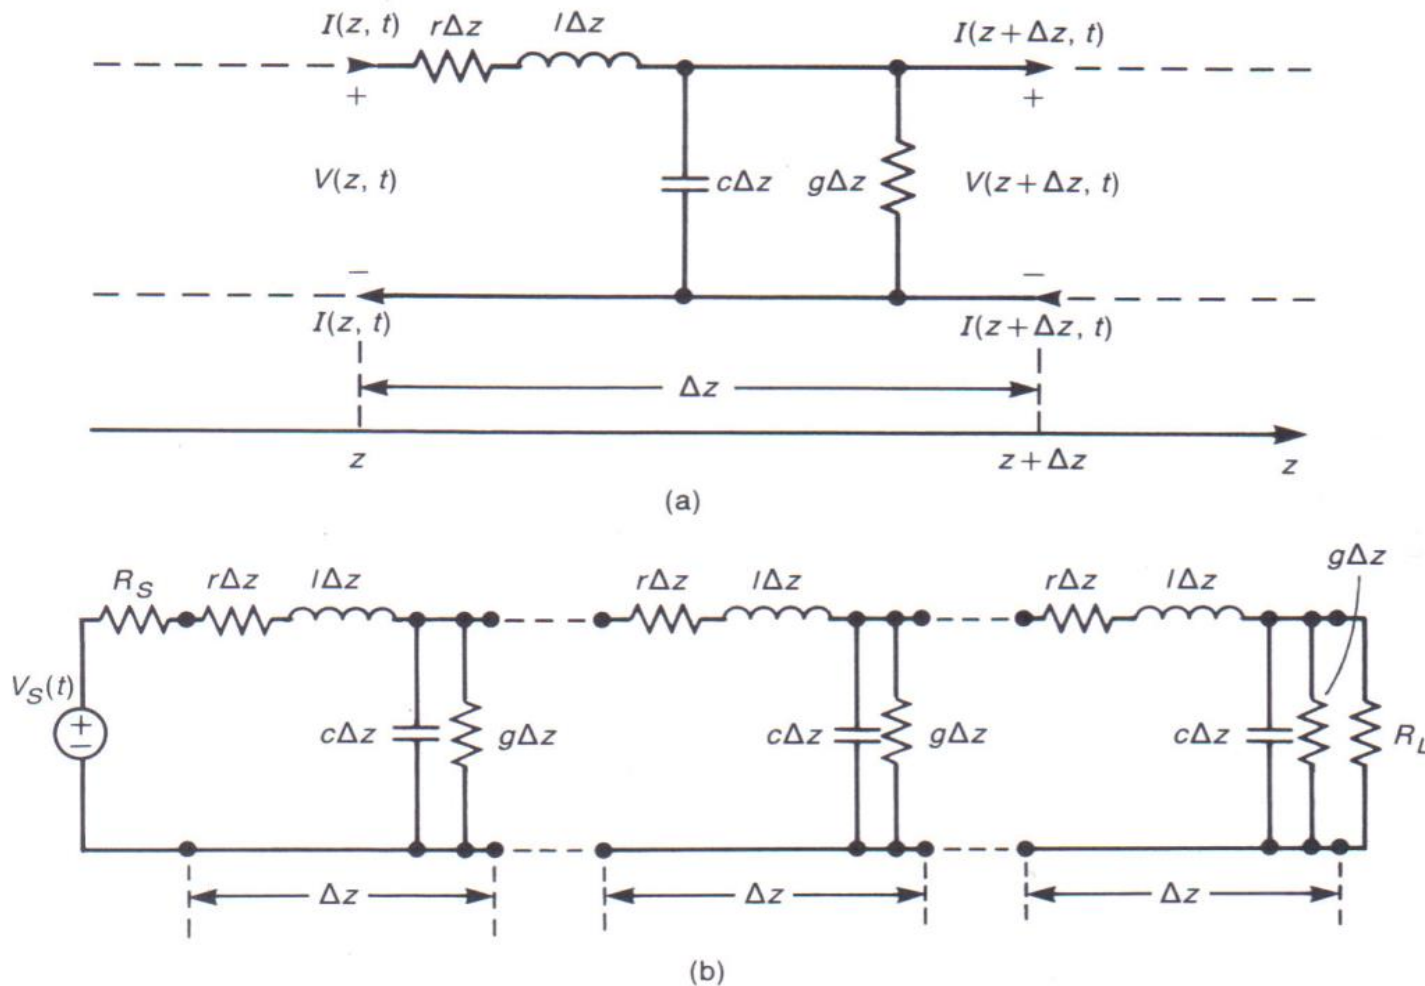 I(z, t) rΔz lΔz I(z+Δz, t)
+ +
V(z, t) cΔz gΔz V(z+Δz, t)
− −
I(z, t) I(z+Δz, t)
Δz
z z+Δz z
(a)
gΔz
R_S rΔz lΔz rΔz lΔz rΔz lΔz
V_S(t)
+
−
cΔz gΔz cΔz gΔz cΔz R_L
Δz Δz Δz
(b)